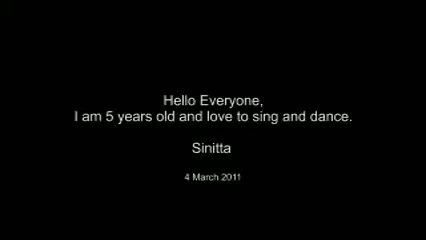 Hello Everyone,
I am 5 years old and love to sing and dance.
Sinitta
4 March 2011